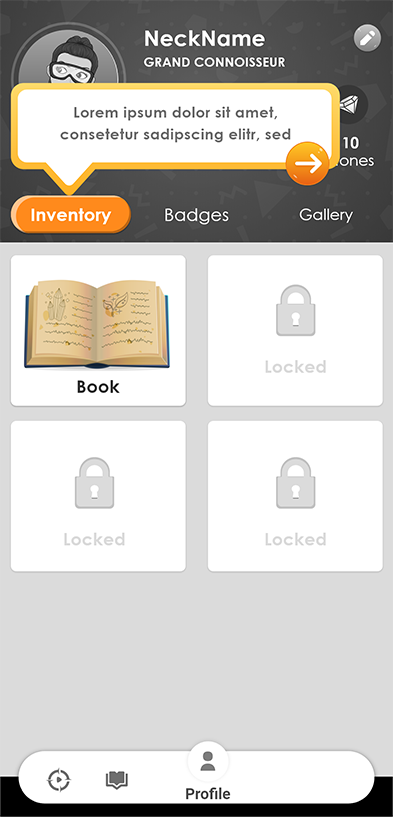 NeckName
GRAND CONNOISSEUR
Lorem ipsum dolor sit amet,
consetetur sadipscing elitr, sed
10
ones
Inventory
Badges
Gallery
Book
Locked
Locked
Locked
Profile